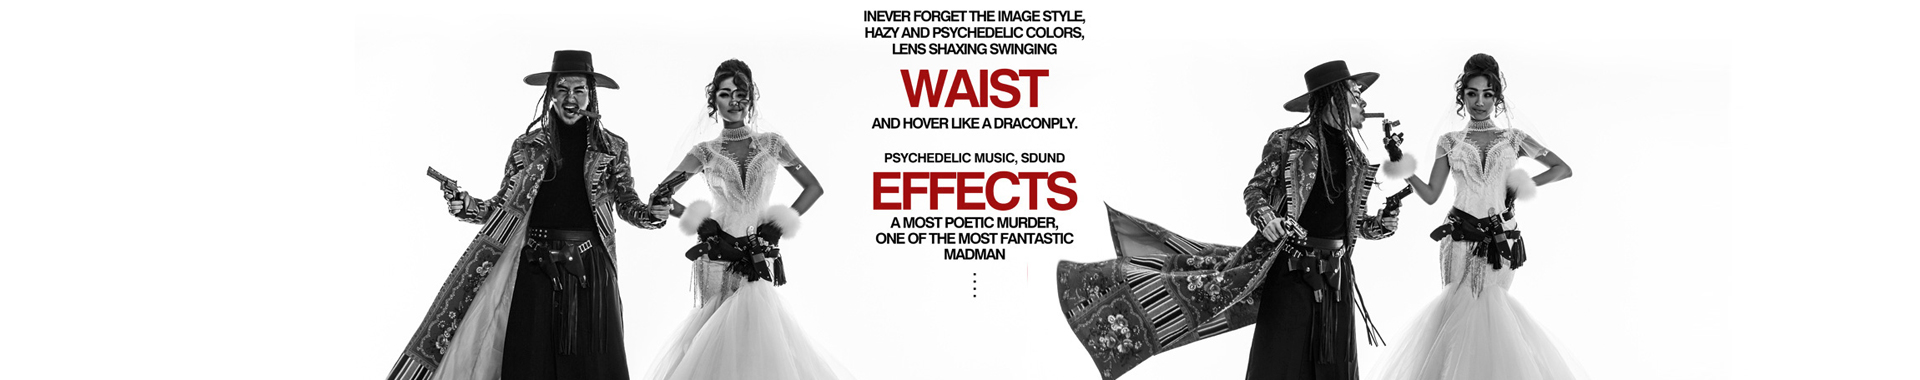 INEVER FORGET THE IMAGE STYLE,
HAZY AND PSYCHEDELIC COLORS,
LENS SHAXING SWINGING
WAIST
AND HOVER LIKE A DRACONPLY.
PSYCHEDELIC MUSIC, SDUND
EFFECTS
A MOST POETIC MURDER,
ONE OF THE MOST FANTASTIC
MADMAN